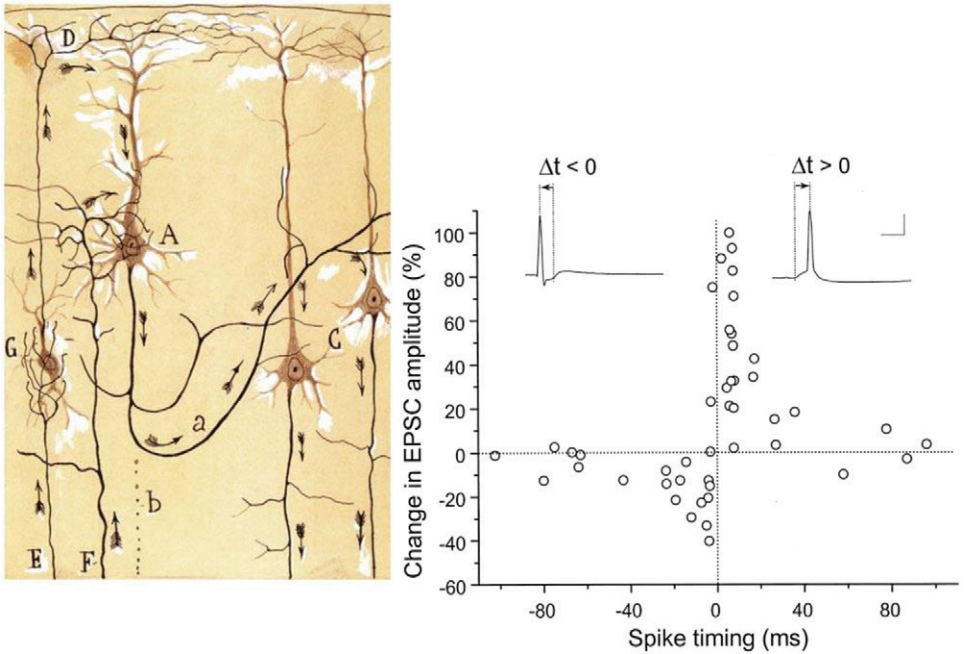 D
A
G
C
a
b
E
F
Δt < 0
Δt > 0
Change in EPSC amplitude (%)
100
80
60
40
20
0
-20
-40
-60
-80
-40
0
40
80
Spike timing (ms)